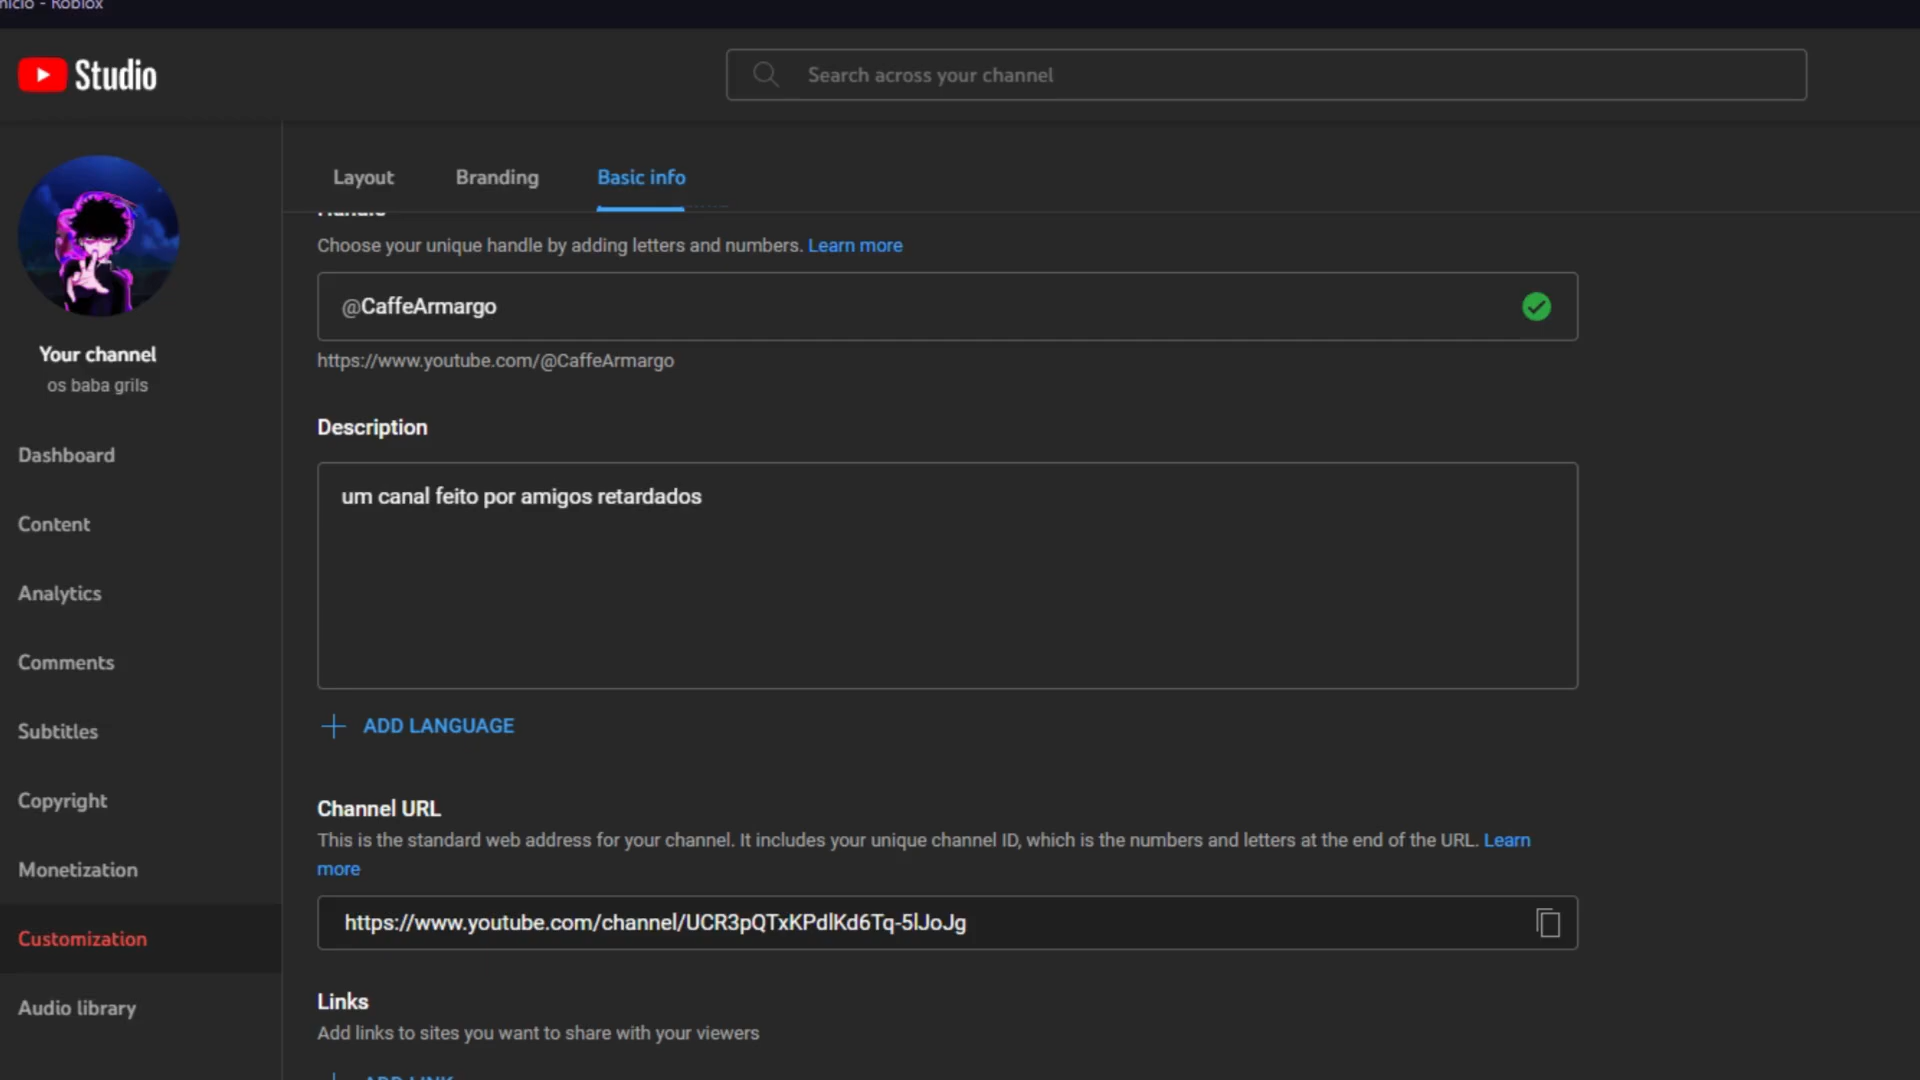 nício - Roblox
Studio
Search across your channel
Layout
Branding
Basic info
Handle
Choose your unique handle by adding letters and numbers. Learn more
@CaffeArmargo
https://www.youtube.com/@CaffeArmargo
Your channel
os baba grils
Description
um canal feito por amigos retardados
Dashboard
Content
Analytics
Comments
Subtitles
Copyright
Monetization
Customization
Audio library
ADD LANGUAGE
Channel URL
This is the standard web address for your channel. It includes your unique channel ID, which is the numbers and letters at the end of the URL. Learn
more
https://www.youtube.com/channel/UCR3pQTxKPdlKd6Tq-5lJoJg
Links
Add links to sites you want to share with your viewers
ADD LINK